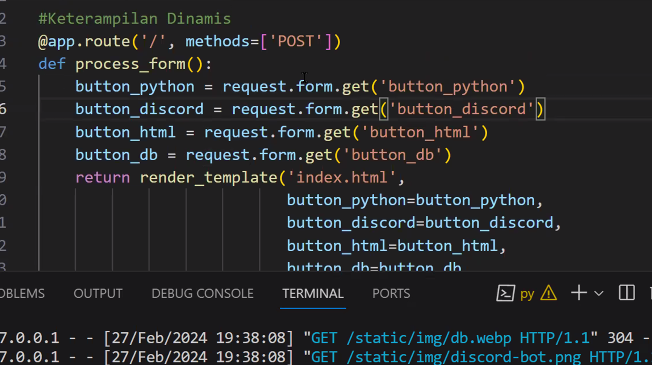 2 #Keterampilan Dinamis
3 @app.route('/', methods=['POST'])
4 def process_form():
5 button_python = request.form.get('button_python')
6 button_discord = request.form.get('button_discord')
7 button_html = request.form.get('button_html')
8 button_db = request.form.get('button_db')
9 return render_template('index.html',
0 button_python=button_python,
1 button_discord=button_discord,
2 button_html=button_html,
3 button_db=button_db
OBLEMS OUTPUT DEBUG CONSOLE TERMINAL PORTS py
7.0.0.1 - - [27/Feb/2024 19:38:08] "GET /static/img/db.webp HTTP/1.1" 304 -
7.0.0.1 - - [27/Feb/2024 19:38:08] "GET /static/img/discord-bot.png HTTP/1.